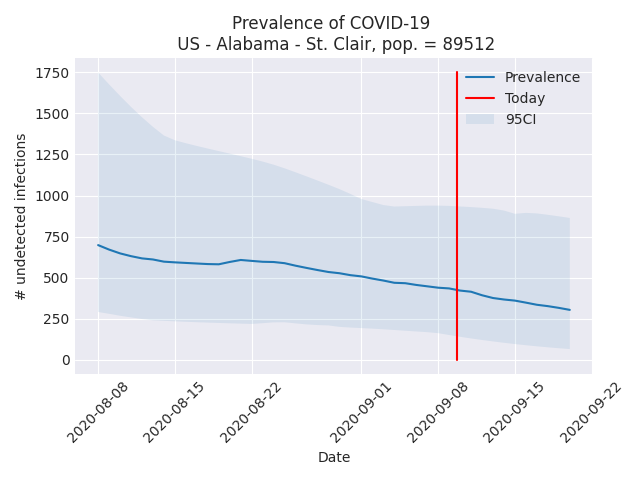 Prevalence of COVID-19
US - Alabama - St. Clair, pop. = 89512
1750
1500
1250
1000
750
500
250
0
# undetected infections
Prevalence
Today
95CI
2020-08-08
2020-08-15
2020-08-22
2020-09-01
2020-09-08
2020-09-15
2020-09-22
Date